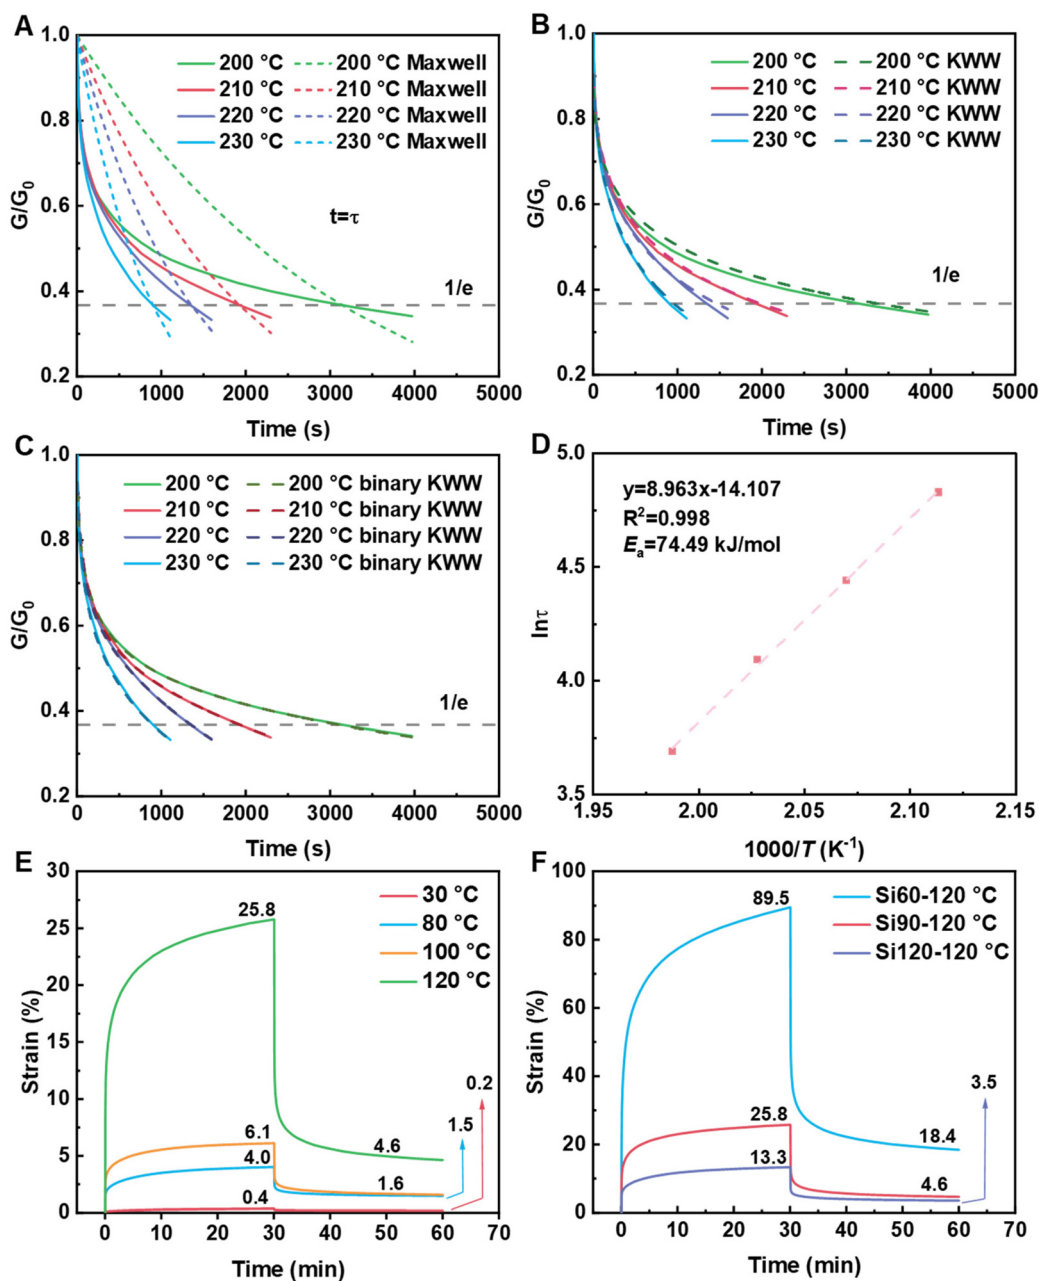 A
1.0
0.8
0.6
0.4
0.2
G/G0
200 °C
210 °C
220 °C
230 °C
200 °C Maxwell
210 °C Maxwell
220 °C Maxwell
230 °C Maxwell
t=τ
1/e
0 1000 2000 3000 4000 5000
Time (s)
B
1.0
0.8
0.6
0.4
0.2
G/G0
200 °C
210 °C
220 °C
230 °C
200 °C KWW
210 °C KWW
220 °C KWW
230 °C KWW
1/e
0 1000 2000 3000 4000 5000
Time (s)
C
1.0
0.8
0.6
0.4
0.2
G/G0
200 °C
210 °C
220 °C
230 °C
200 °C binary KWW
210 °C binary KWW
220 °C binary KWW
230 °C binary KWW
1/e
0 1000 2000 3000 4000 5000
Time (s)
D
5.0
4.5
4.0
3.5
lnτ
y=8.963x-14.107
R2=0.998
Ea=74.49 kJ/mol
1.95 2.00 2.05 2.10 2.15
1000/T (K-1)
E
30
25
20
15
10
5
0
Strain (%)
30 °C
80 °C
100 °C
120 °C
25.8
6.1
4.0
0.4
4.6
1.6
1.5
0.2
0 10 20 30 40 50 60 70
Time (min)
F
100
80
60
40
20
0
Strain (%)
Si60-120 °C
Si90-120 °C
Si120-120 °C
89.5
25.8
13.3
18.4
4.6
3.5
0 10 20 30 40 50 60 70
Time (min)